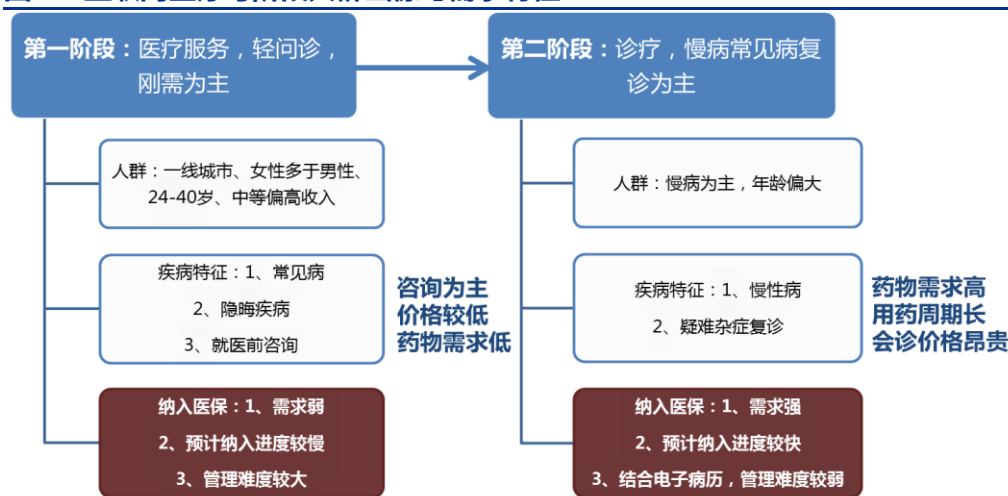 第一阶段：医疗服务，轻问诊，
刚需为主
人群：一线城市、女性多于男性、
24-40岁、中等偏高收入
疾病特征：1、常见病
2、隐晦疾病
3、就医前咨询
咨询为主
价格较低
药物需求低
纳入医保：1、需求弱
2、预计纳入进度较慢
3、管理难度较大
第二阶段：诊疗，慢病常见病复
诊为主
人群：慢病为主，年龄偏大
疾病特征：1、慢性病
2、疑难杂症复诊
药物需求高
用药周期长
会诊价格昂贵
纳入医保：1、需求强
2、预计纳入进度较快
3、结合电子病历，管理难度较弱